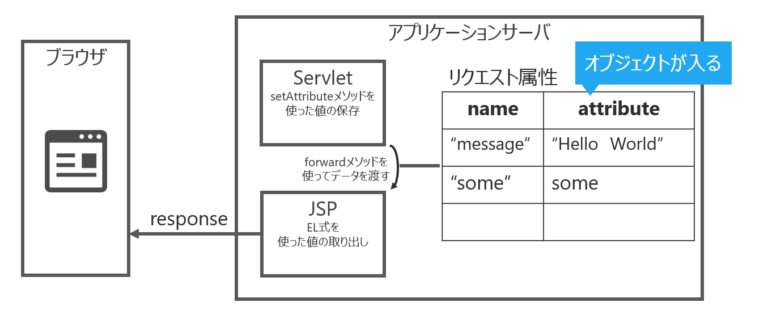 ブラウザ
アプリケーションサーバ
Servlet
setAttributeメソッドを
使った値の保存
forwardメソッドを
使ってデータを渡す
JSP
EL式を
使った値の取り出し
response
リクエスト属性
オブジェクトが入る
name attribute
“message” “Hello World”
“some” some